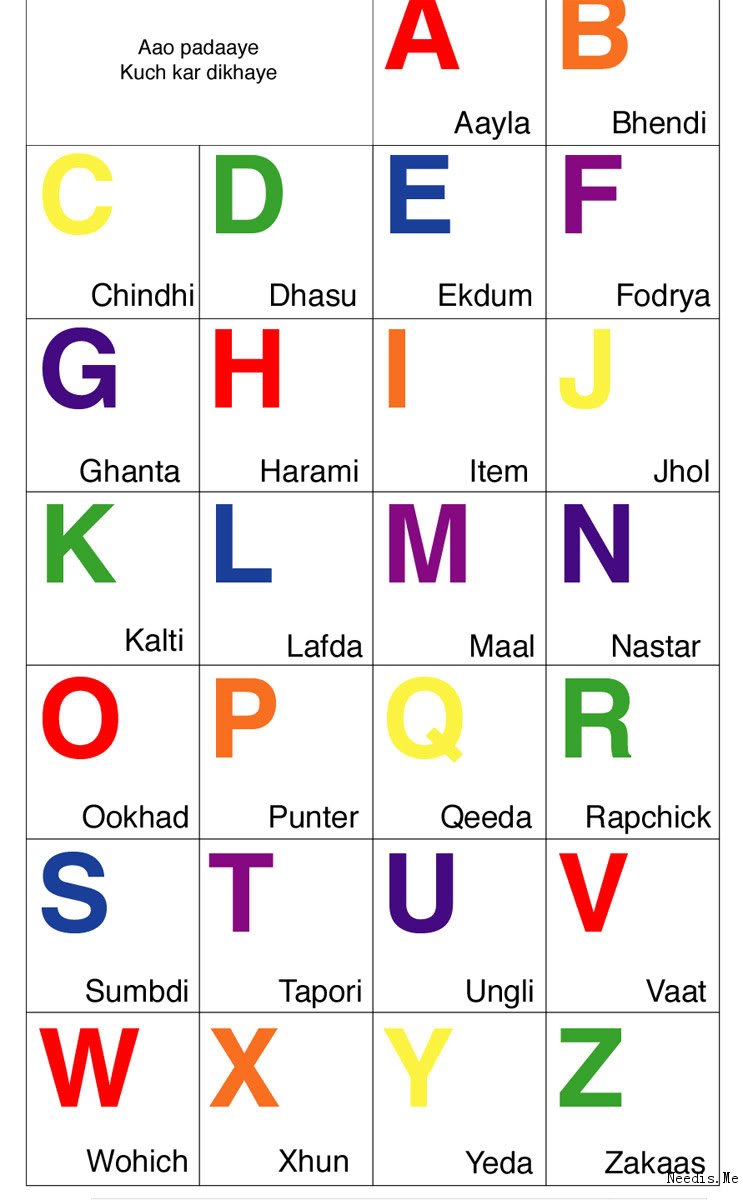 Aao padaaye
Kuch kar dikhaye
A
B
Aayla
Bhendi
C
D
E
F
Chindhi
Dhasu
Ekdum
Fodrya
G
H
I
J
Ghanta
Harami
Item
Jhol
K
L
M
N
Kalti
Lafda
Maal
Nastar
O
P
Q
R
Ookhad
Punter
Qeeda
Rapchick
S
T
U
V
Sumbdi
Tapori
Ungli
Vaat
W
X
Y
Z
Wohich
Xhun
Yeda
Zakaas
Needis.Me